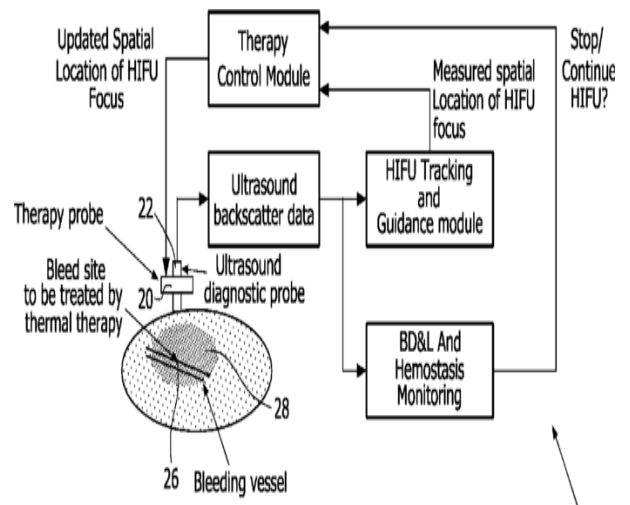 Updated Spatial
Location of HIFU
Focus
Therapy
Control Module
Stop/
Continue
HIFU?
Measured spatial
Location of HIFU
focus
Ultrasound
backscatter data
HIFU Tracking
and
Guidance module
22
Therapy probe
20
Ultrasound
diagnostic probe
Bleed site
to be treated by
thermal therapy
BD&L And
Hemostasis
Monitoring
28
26
Bleeding vessel